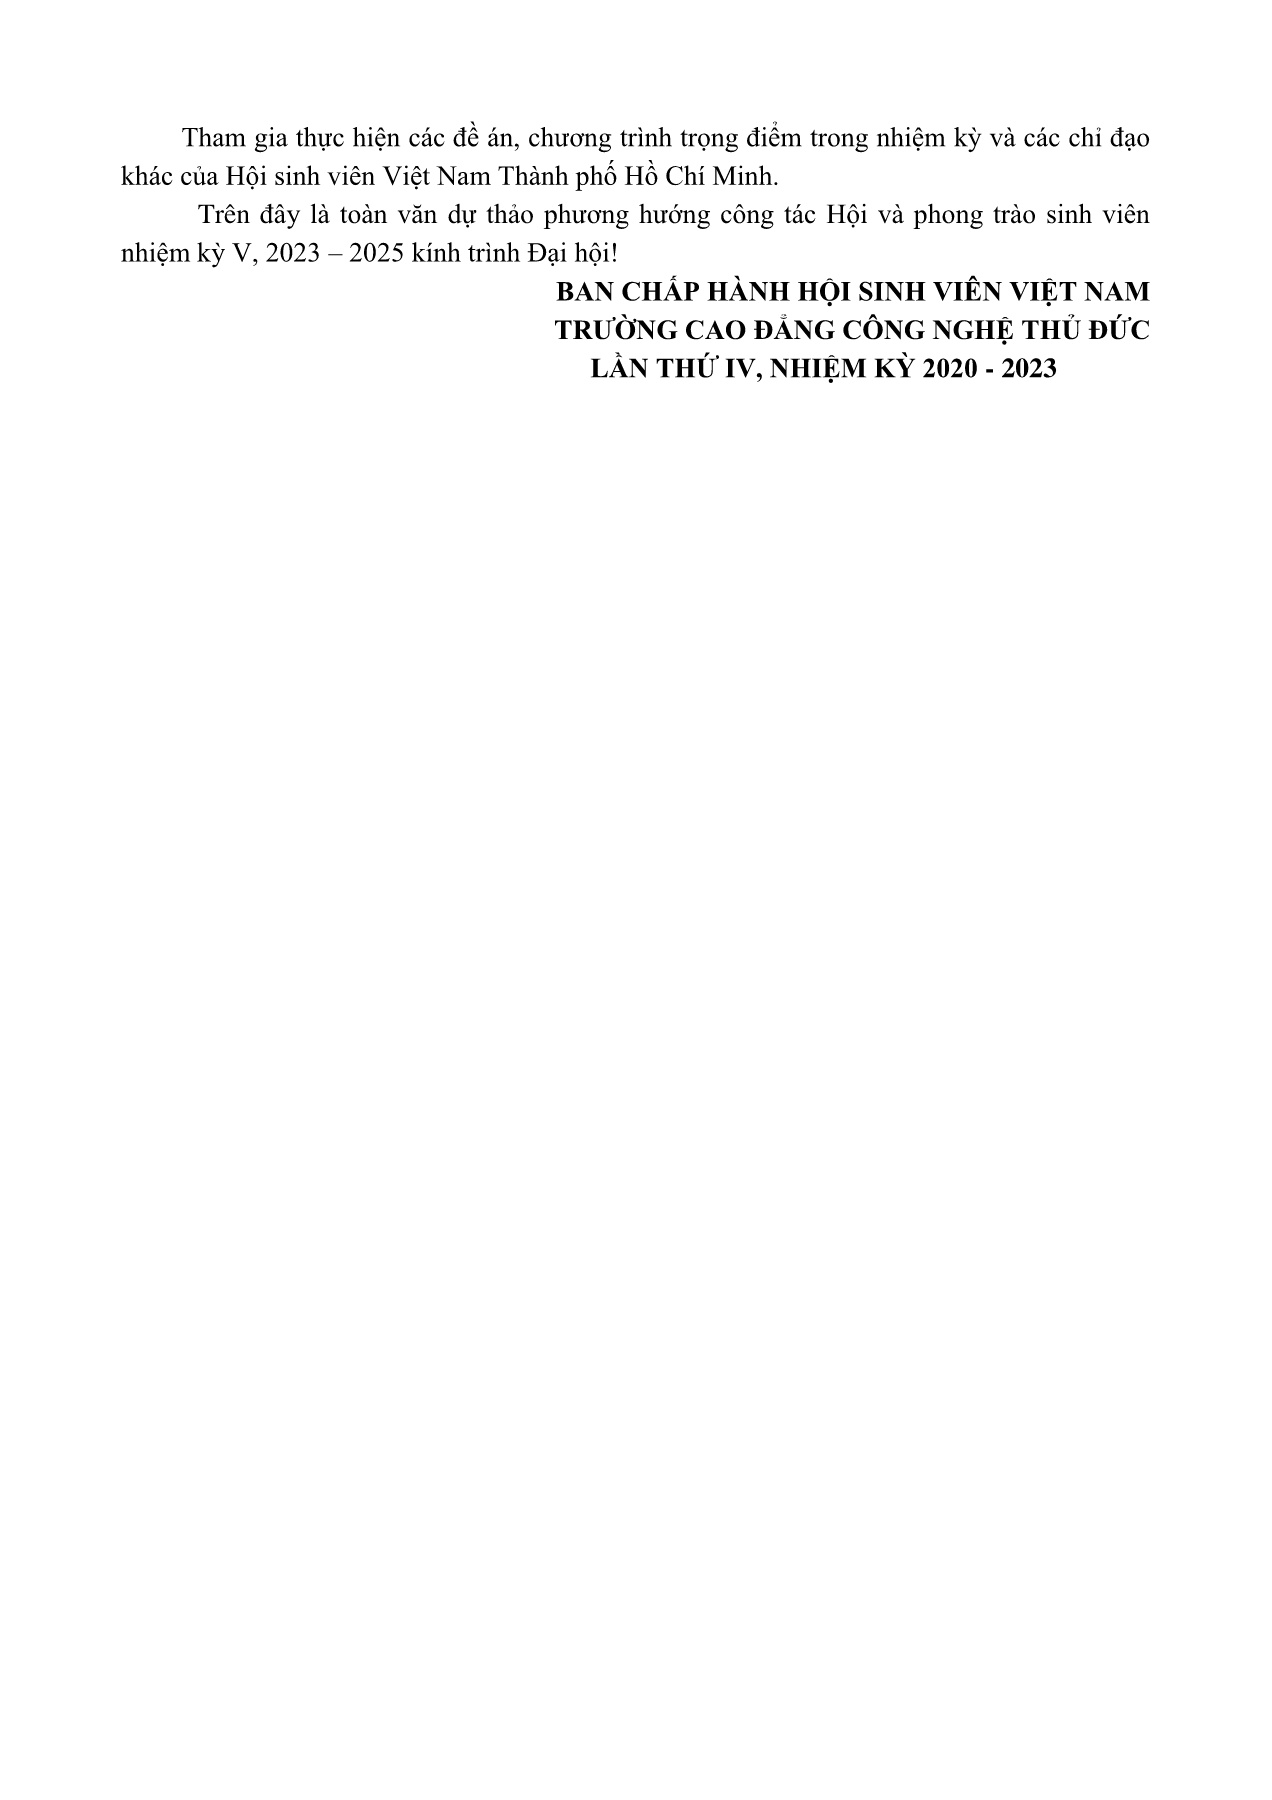 Tham gia thực hiện các đề án, chương trình trọng điểm trong nhiệm kỳ và các chỉ đạo
khác của Hội sinh viên Việt Nam Thành phố Hồ Chí Minh.
Trên đây là toàn văn dự thảo phương hướng công tác Hội và phong trào sinh viên
nhiệm kỳ V, 2023 – 2025 kính trình Đại hội!
BAN CHẤP HÀNH HỘI SINH VIÊN VIỆT NAM
TRƯỜNG CAO ĐẲNG CÔNG NGHỆ THỦ ĐỨC
LẦN THỨ IV, NHIỆM KỲ 2020 - 2023